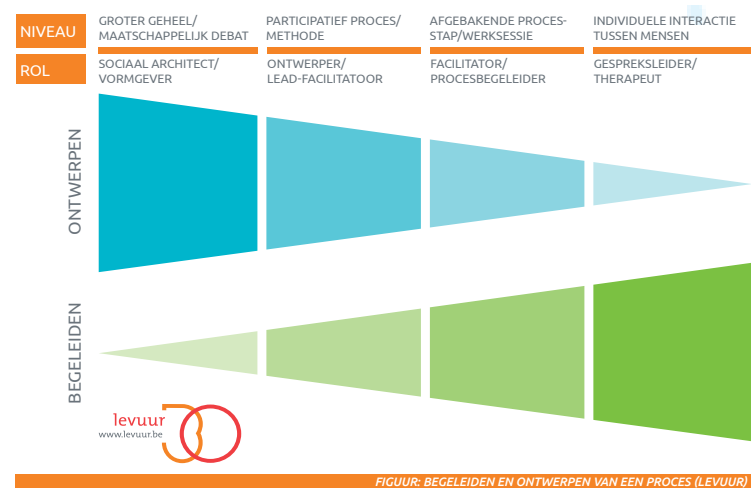 NIVEAU
GROTER GEHEEL/
MAATSCHAPPELIJK DEBAT
PARTICIPATIEF PROCES/
METHODE
AFGEBAKENDE PROCES-
STAP/WERKSESSIE
INDIVIDUELE INTERACTIE
TUSSEN MENSEN
ROL
SOCIAAL ARCHITECT/
VORMGEVER
ONTWERPER/
LEAD-FACILITATOOR
FACILITATOR/
PROCESBEGELEIDER
GESPREKSLEIDER/
THERAPEUT
ONTWERPEN
BEGELEIDEN
levuur
www.levuur.be
FIGUUR: BEGELEIDEN EN ONTWERPEN VAN EEN PROCES (LEVUUR)